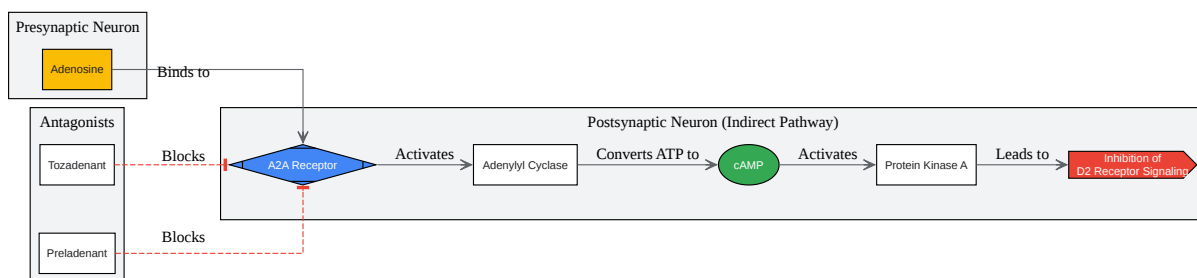 Presynaptic Neuron
Adenosine
Binds to
Antagonists
Postsynaptic Neuron (Indirect Pathway)
Tozadenant
Blocks
A2A Receptor
Activates
Adenylyl Cyclase
Converts ATP to
cAMP
Activates
Protein Kinase A
Leads to
Inhibition of
D2 Receptor Signaling
Preladenant
Blocks